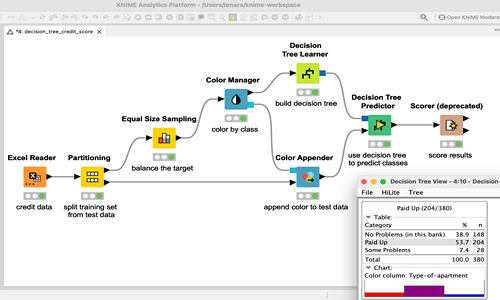 KNIME Analytics Platform - /Users/lenara/knime-workspace
Open KNIME Modern
*4: decision_tree_credit_score
Decision
Tree Learner
build decision tree
Color Manager
color by class
Equal Size Sampling
balance the target
Decision Tree
Predictor
use decision tree
to predict classes
Scorer (deprecated)
score results
Excel Reader
credit data
Partitioning
split training set
from test data
Color Appender
append color to test data
Decision Tree View - 4:10 - Decision
File HiLite Tree
Paid Up (204/380)
Table:
Category % n
No Problems (in this bank) 38.9 148
Paid Up 53.7 204
Some Problems 7.4 28
Total 100.0 380
Chart:
Color column: Type-of-apartment